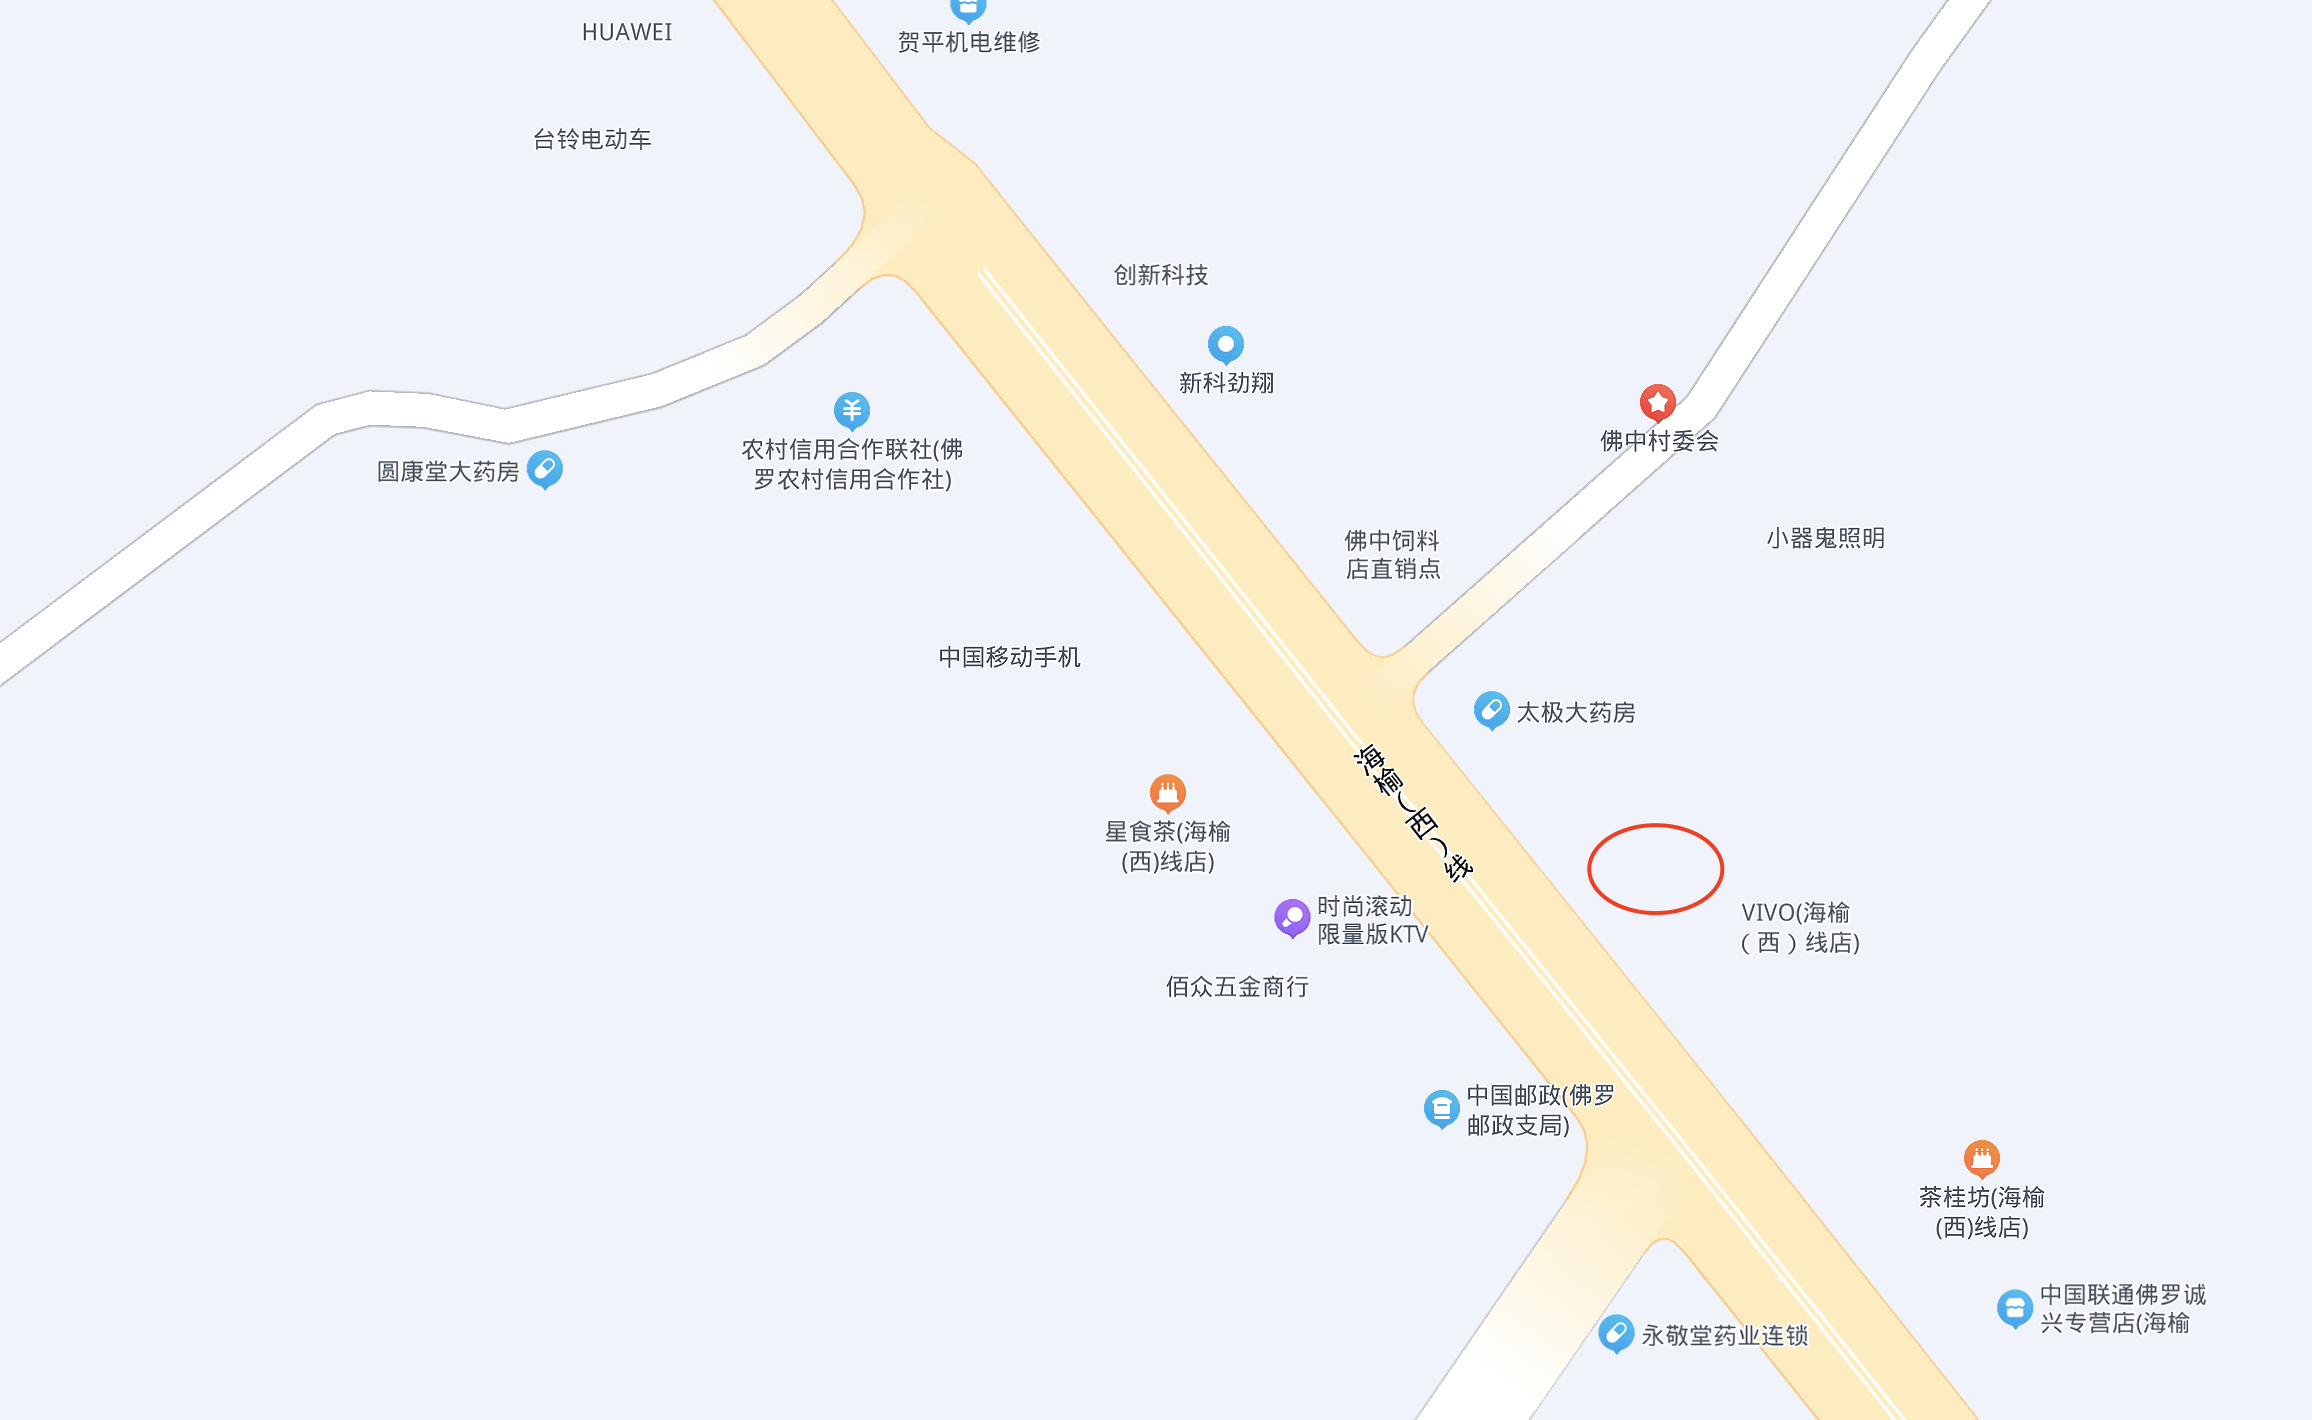 HUAWEI
贺平机电维修
台铃电动车
创新科技
新科劲翔
农村信用合作联社(佛
罗农村信用合作社)
圆康堂大药房
佛中村委会
佛中饲料
店直销点
小器鬼照明
中国移动手机
太极大药房
海榆(西)线
星食茶(海榆
(西)线店)
时尚滚动
限量版KTV
VIVO(海榆
（西）线店)
佰众五金商行
中国邮政(佛罗
邮政支局)
茶桂坊(海榆
(西)线店)
中国联通佛罗诚
兴专营店(海榆
永敬堂药业连锁